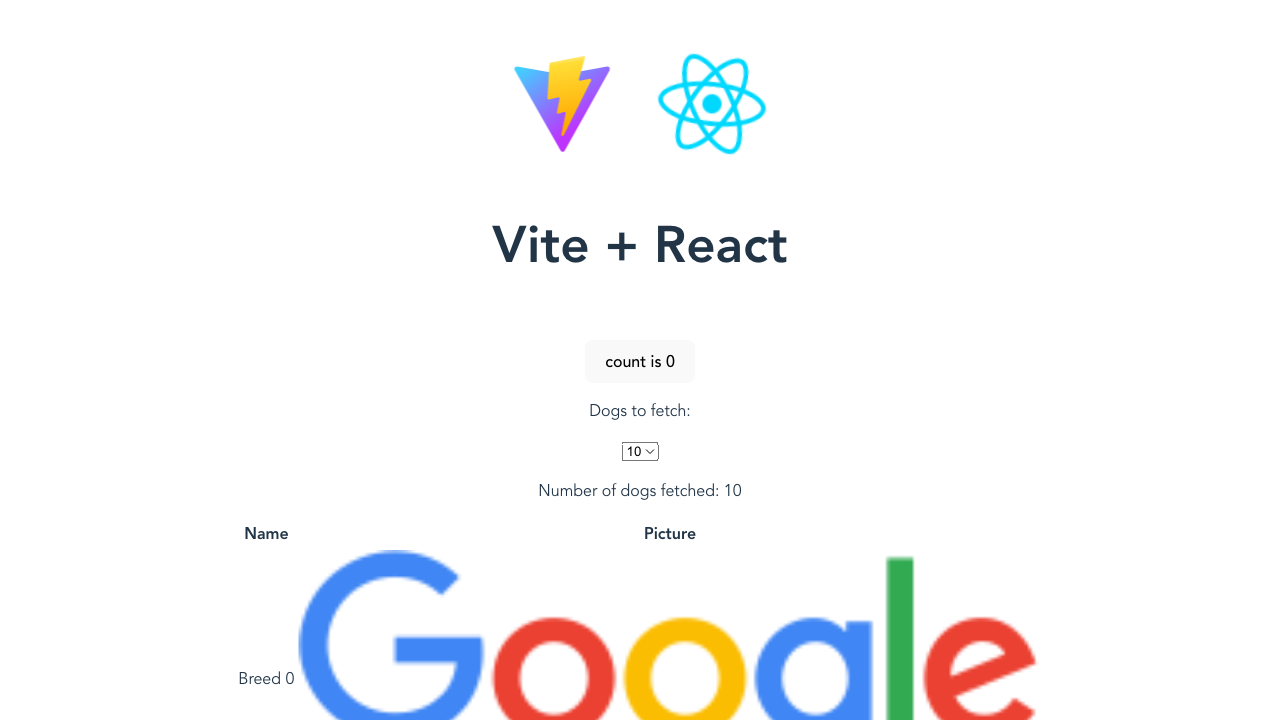 Vite + React
count is 0
Dogs to fetch:
10
Number of dogs fetched: 10
Name Picture
Breed 0 Google